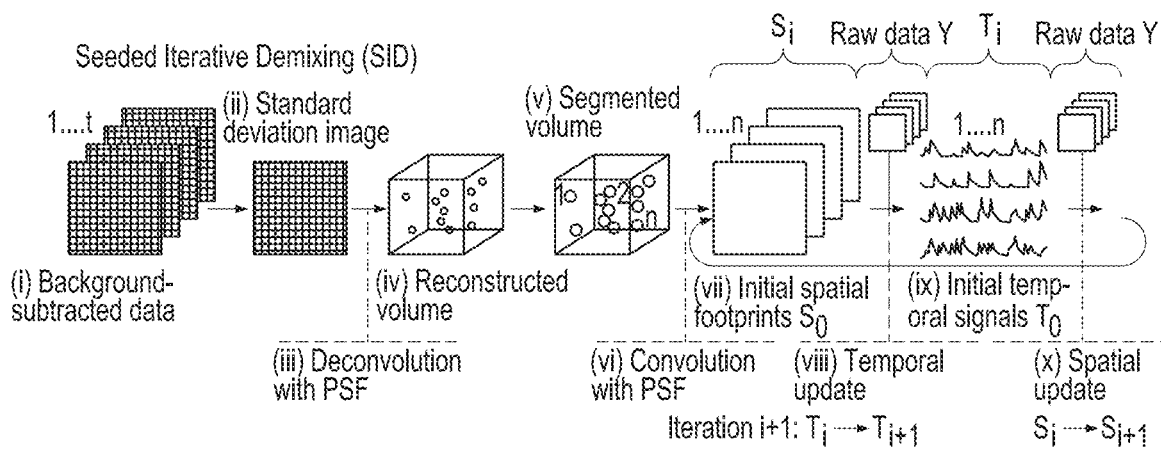 Seeded Iterative Demixing (SID)
1....t
(ii) Standard
deviation image
(v) Segmented
volume
S_i
Raw data Y
T_i
Raw data Y
1....n
1....n
1
2
n
(i) Background-
subtracted data
(iv) Reconstructed
volume
(vii) Initial spatial
footprints S_0
(ix) Initial temp-
oral signals T_0
(iii) Deconvolution
with PSF
(vi) Convolution
with PSF
(viii) Temporal
update
(x) Spatial
update
Iteration i+1: T_i → T_i+1
S_i → S_i+1